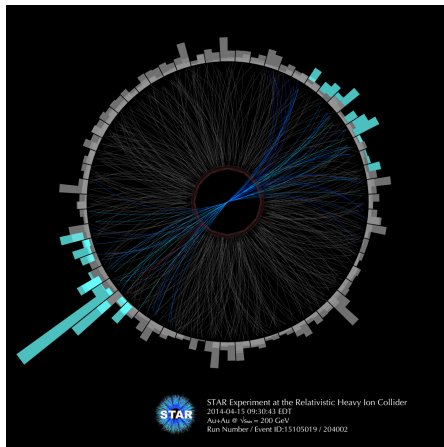 STAR
STAR Experiment at the Relativistic Heavy Ion Collider
2014-04-15 09:30:43 EDT
Au+Au @ √sₙₙ = 200 GeV
Run Number / Event ID:15105019 / 204002